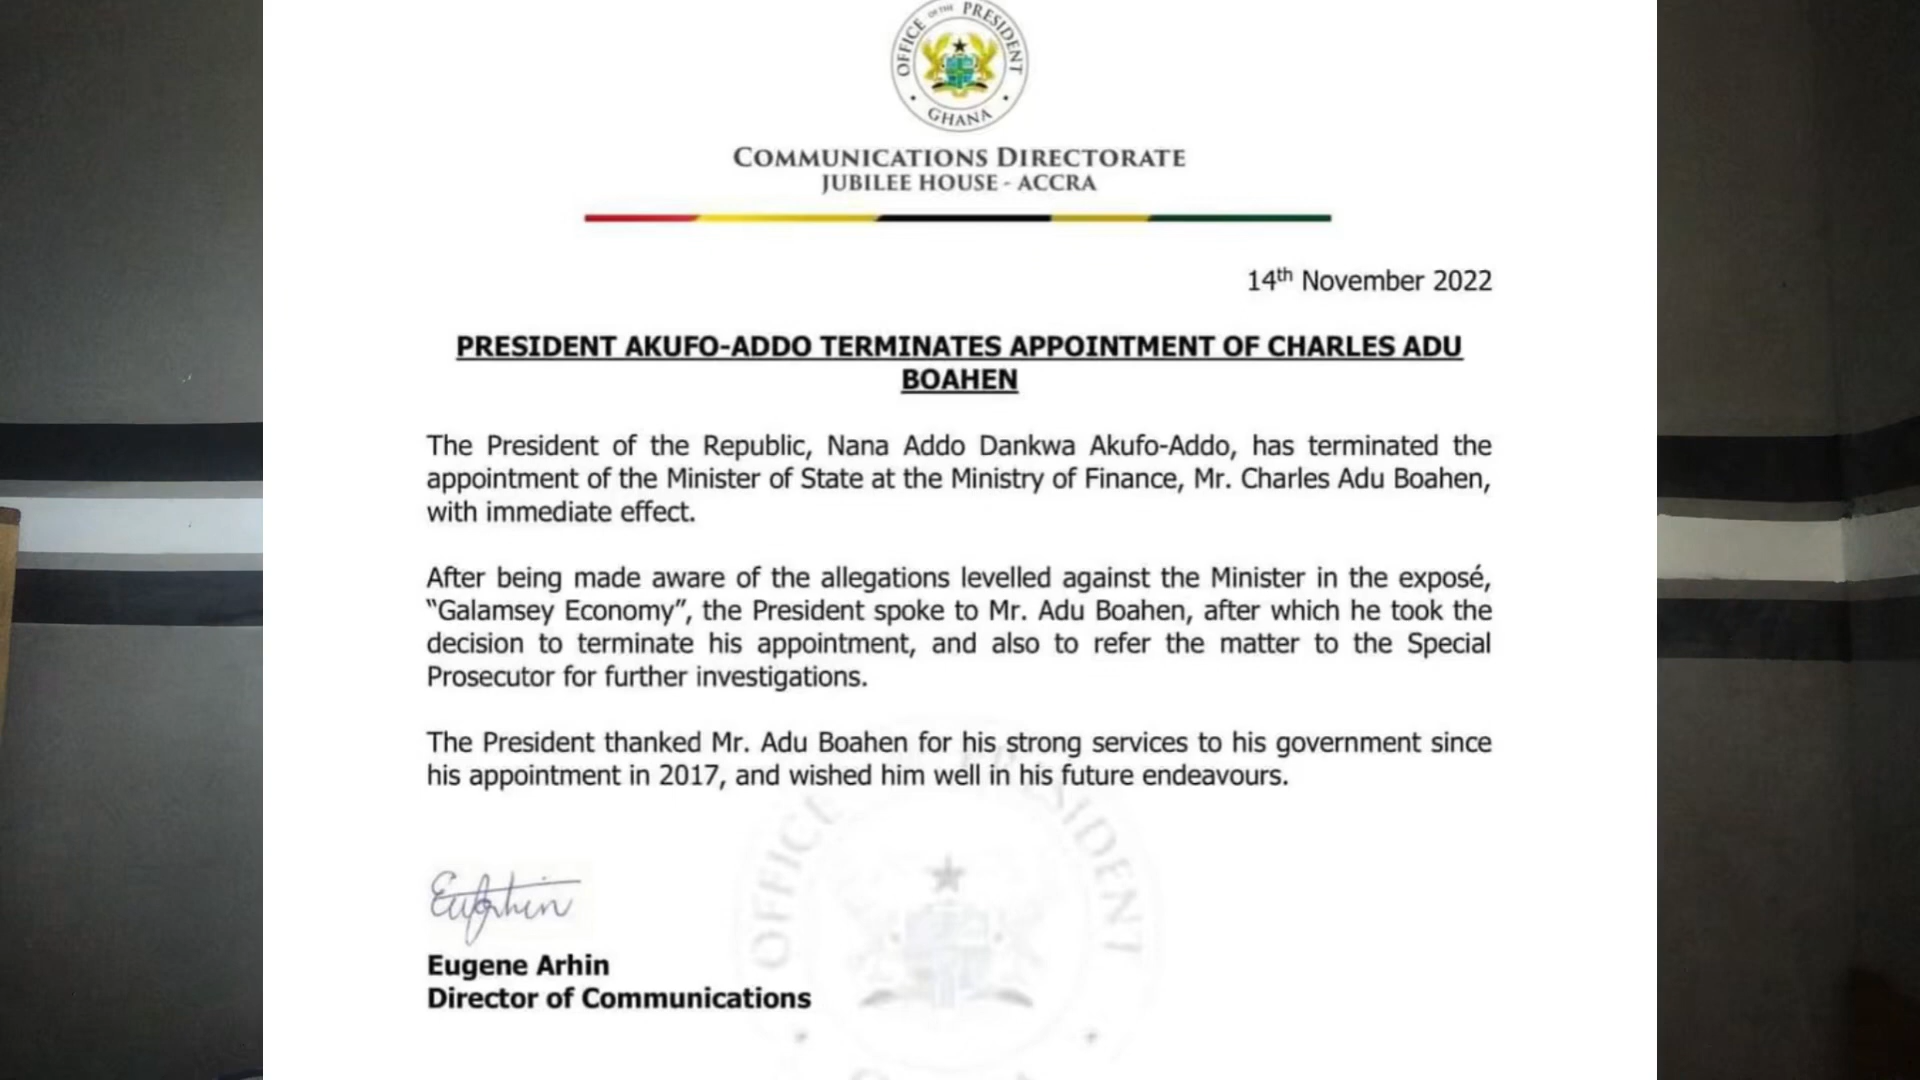 OFFICE OF THE PRESIDENT
GHANA
COMMUNICATIONS DIRECTORATE
JUBILEE HOUSE - ACCRA
14th November 2022
PRESIDENT AKUFO-ADDO TERMINATES APPOINTMENT OF CHARLES ADU
BOAHEN
The President of the Republic, Nana Addo Dankwa Akufo-Addo, has terminated the
appointment of the Minister of State at the Ministry of Finance, Mr. Charles Adu Boahen,
with immediate effect.
After being made aware of the allegations levelled against the Minister in the exposé,
“Galamsey Economy”, the President spoke to Mr. Adu Boahen, after which he took the
decision to terminate his appointment, and also to refer the matter to the Special
Prosecutor for further investigations.
The President thanked Mr. Adu Boahen for his strong services to his government since
his appointment in 2017, and wished him well in his future endeavours.
Eugene Arhin
Director of Communications
OFFICE PRESIDENT